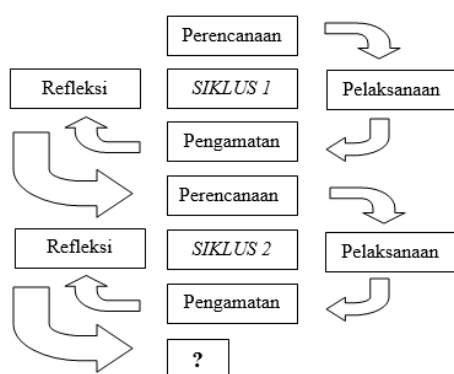 Perencanaan
Refleksi
SIKLUS 1
Pelaksanaan
Pengamatan
Perencanaan
Refleksi
SIKLUS 2
Pelaksanaan
Pengamatan
?